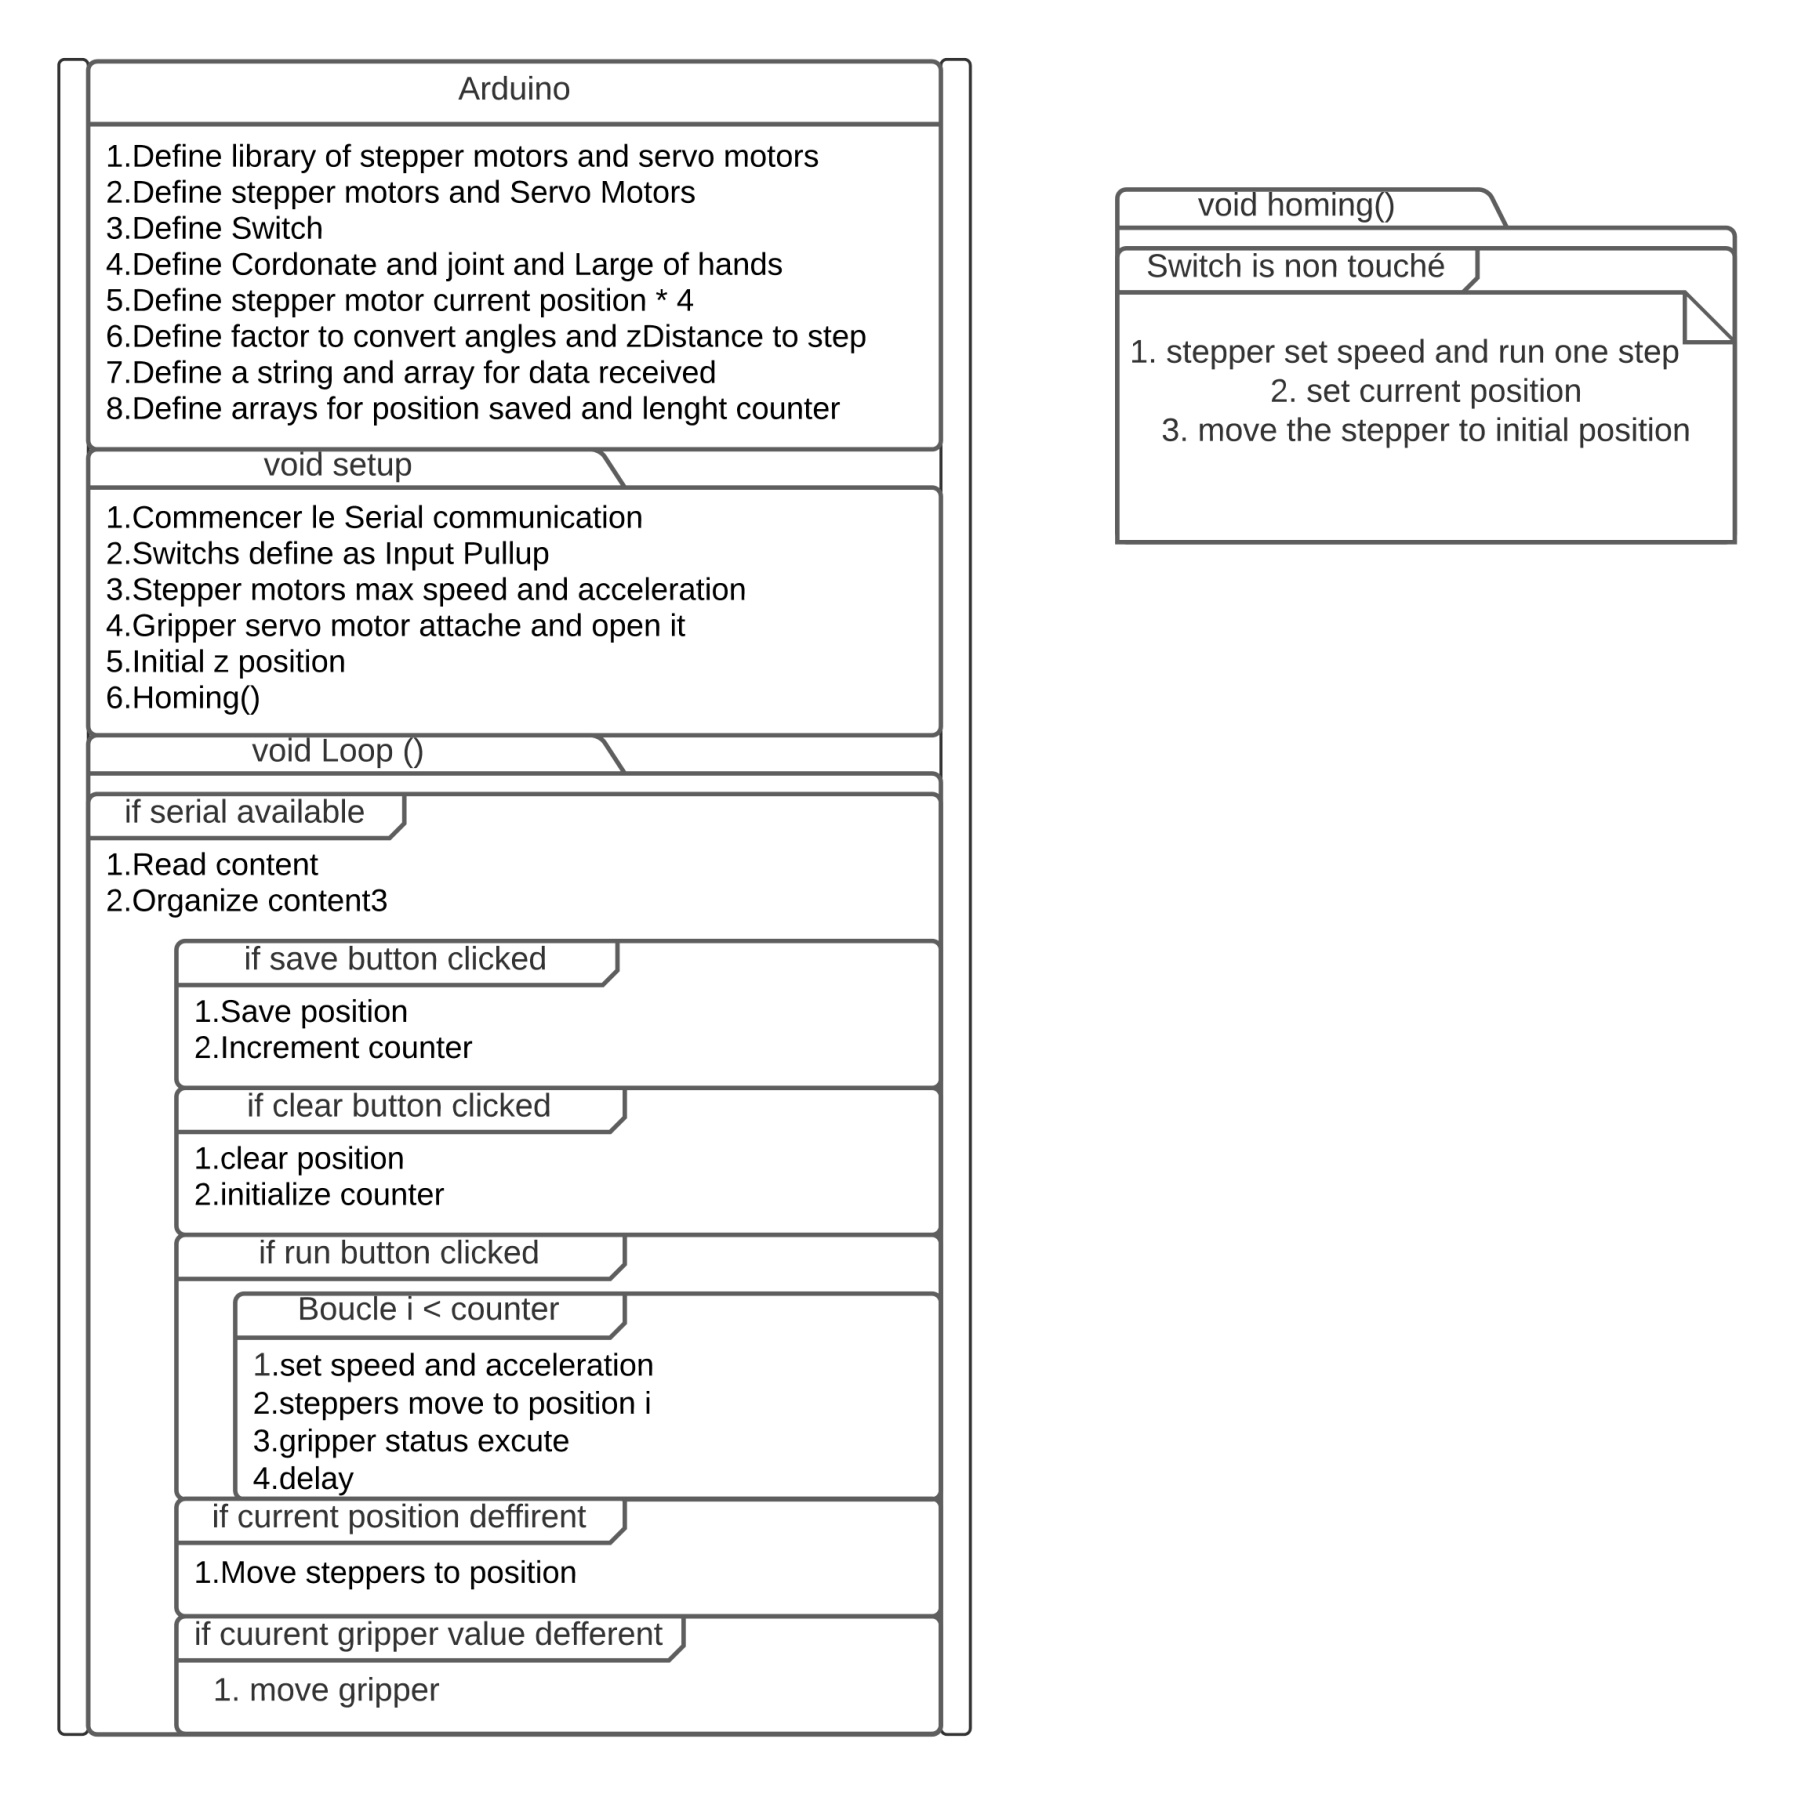 Arduino
1.Define library of stepper motors and servo motors
2.Define stepper motors and Servo Motors
3.Define Switch
4.Define Cordonate and joint and Large of hands
5.Define stepper motor current position * 4
6.Define factor to convert angles and zDistance to step
7.Define a string and array for data received
8.Define arrays for position saved and lenght counter
void setup
1.Commencer le Serial communication
2.Switchs define as Input Pullup
3.Stepper motors max speed and acceleration
4.Gripper servo motor attache and open it
5.Initial z position
6.Homing()
void Loop ()
if serial available
1.Read content
2.Organize content3
if save button clicked
1.Save position
2.Increment counter
if clear button clicked
1.clear position
2.initialize counter
if run button clicked
Boucle i < counter
1.set speed and acceleration
2.steppers move to position i
3.gripper status excute
4.delay
if current position deffirent
1.Move steppers to position
if cuurent gripper value defferent
1. move gripper
void homing()
Switch is non touché
1. stepper set speed and run one step
2. set current position
3. move the stepper to initial position